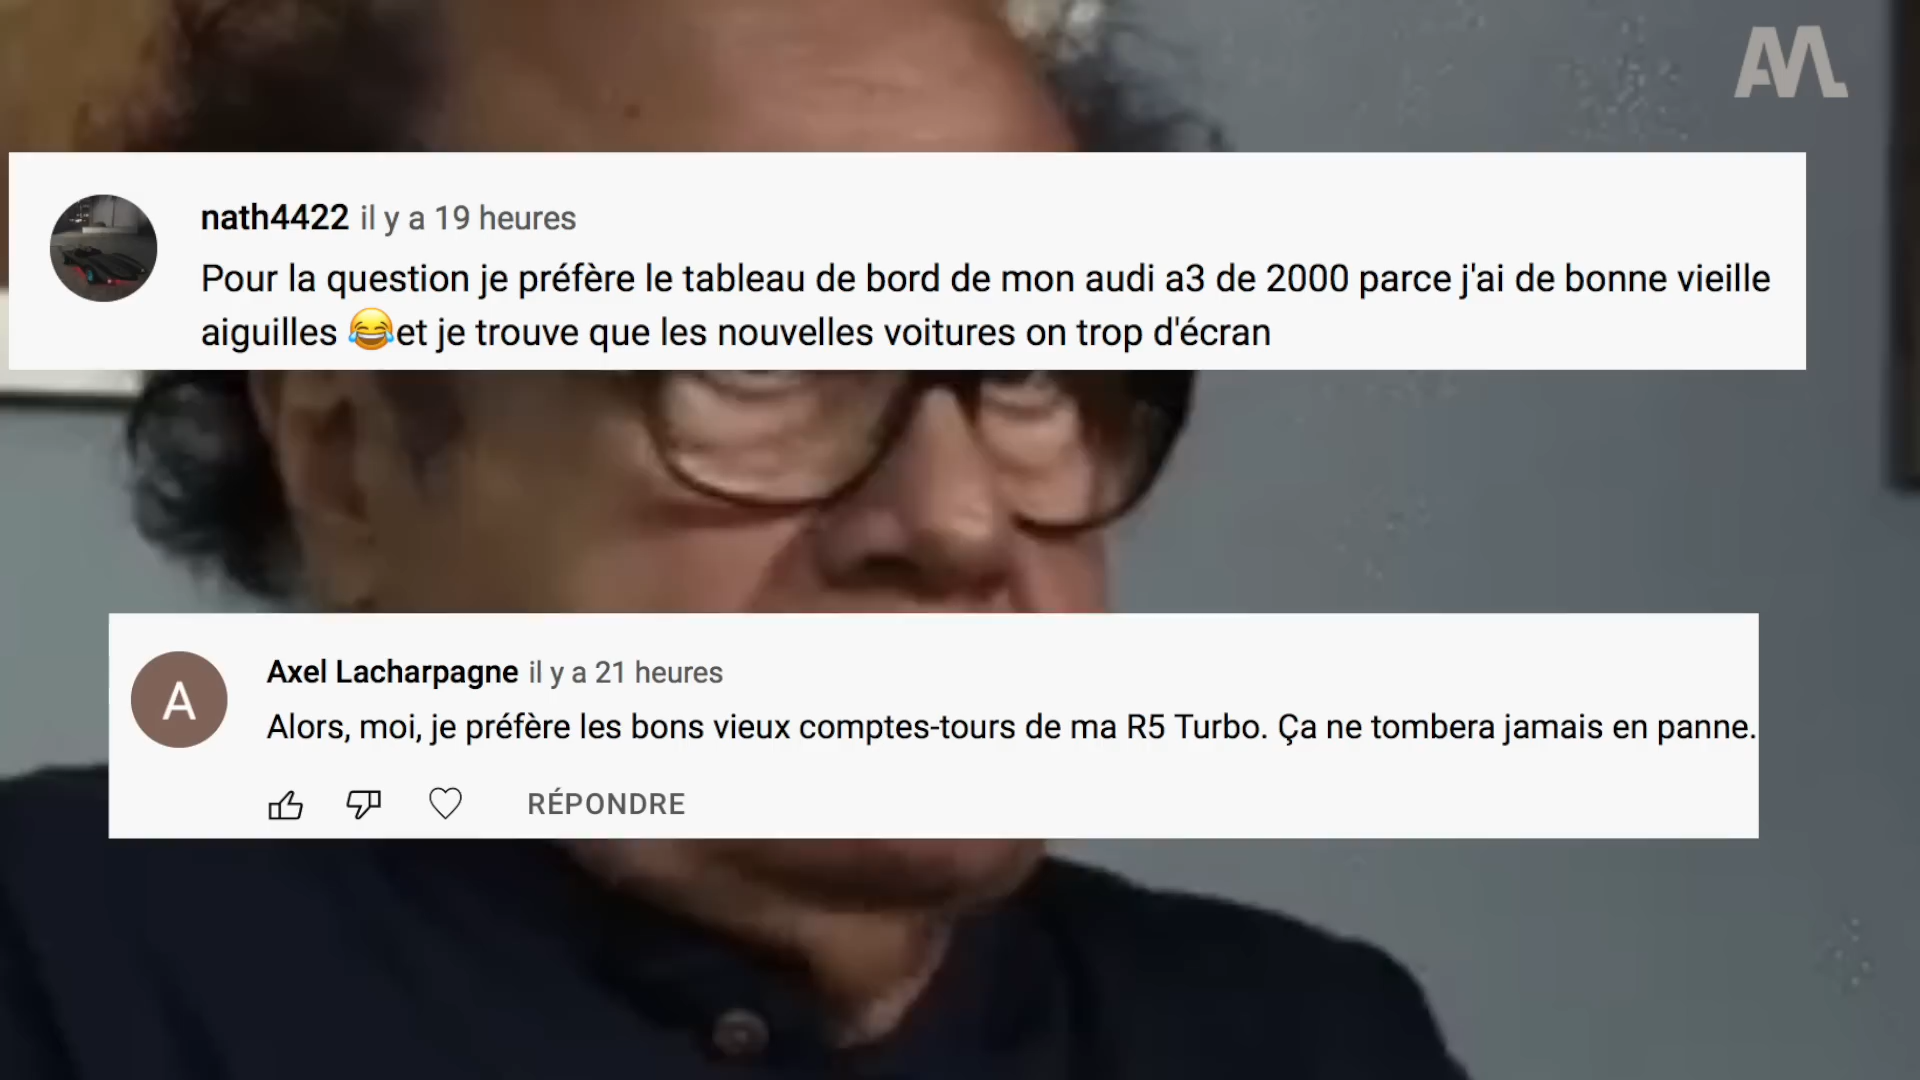 AM
nath4422 il y a 19 heures
Pour la question je préfère le tableau de bord de mon audi a3 de 2000 parce j'ai de bonne vieille
aiguilles 😂et je trouve que les nouvelles voitures on trop d'écran
A
Axel Lacharpagne il y a 21 heures
Alors, moi, je préfère les bons vieux comptes-tours de ma R5 Turbo. Ça ne tombera jamais en panne.
RÉPONDRE